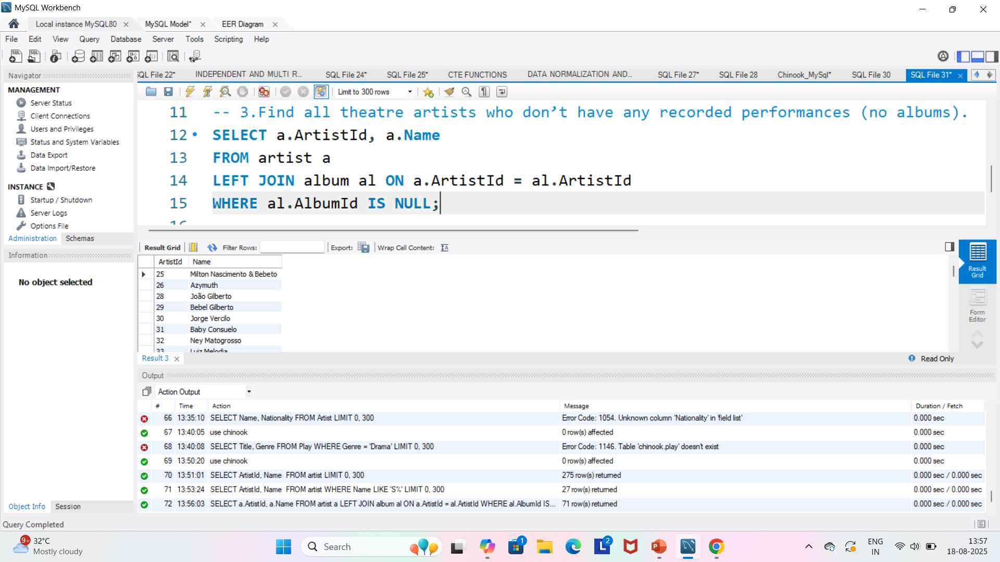 MySQL Workbench
Local instance MySQL80
MySQL Model*
EER Diagram
File Edit View Query Database Server Tools Scripting Help
Navigator
SQL File 22*
INDEPENDENT AND MULTI R...
SQL File 24*
SQL File 25*
CTE FUNCTIONS
DATA NORMALIZATION AND...
SQL File 27*
SQL File 28
Chinook_MySql*
SQL File 30
SQL File 31*
MANAGEMENT
Server Status
Client Connections
Users and Privileges
Status and System Variables
Data Export
Data Import/Restore
INSTANCE
Startup / Shutdown
Server Logs
Options File
Administration Schemas
Information
No object selected
Object Info Session
Limit to 300 rows
11 -- 3.Find all theatre artists who don’t have any recorded performances (no albums).
12 SELECT a.ArtistId, a.Name
13 FROM artist a
14 LEFT JOIN album al ON a.ArtistId = al.ArtistId
15 WHERE al.AlbumId IS NULL;
16
Result Grid Filter Rows: Export: Wrap Cell Content:
ArtistId Name
25 Milton Nascimento & Bebeto
26 Azymuth
28 João Gilberto
29 Bebel Gilberto
30 Jorge Vercilo
31 Baby Consuelo
32 Ney Matogrosso
33 Luiz Melodia
Result Grid
Form Editor
Result 3
Read Only
Output
Action Output
# Time Action Message Duration / Fetch
66 13:35:10 SELECT Name, Nationality FROM Artist LIMIT 0, 300 Error Code: 1054. Unknown column 'Nationality' in 'field list' 0.000 sec
67 13:40:05 use chinook 0 row(s) affected 0.000 sec
68 13:40:08 SELECT Title, Genre FROM Play WHERE Genre = 'Drama' LIMIT 0, 300 Error Code: 1146. Table 'chinook.play' doesn't exist 0.000 sec
69 13:50:20 use chinook 0 row(s) affected 0.000 sec
70 13:51:01 SELECT ArtistId, Name FROM artist LIMIT 0, 300 275 row(s) returned 0.000 sec / 0.000 sec
71 13:53:24 SELECT ArtistId, Name FROM artist WHERE Name LIKE 'S%' LIMIT 0, 300 27 row(s) returned 0.000 sec / 0.000 sec
72 13:56:03 SELECT a.ArtistId, a.Name FROM artist a LEFT JOIN album al ON a.ArtistId = al.ArtistId WHERE al.AlbumId IS... 71 row(s) returned 0.000 sec / 0.000 sec
Query Completed
9+
32°C
Mostly cloudy
Search
1
2
ENG
IN
13:57
18-08-2025